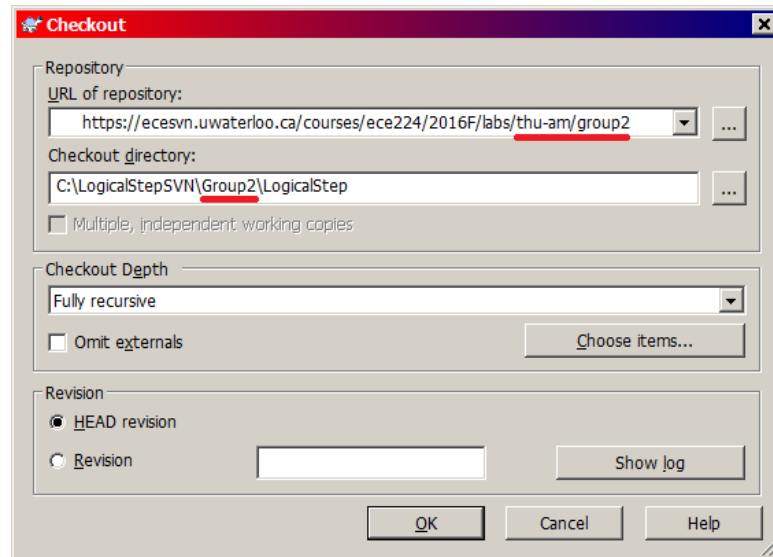 Checkout
Repository
URL of repository:
https://ecesvn.uwaterloo.ca/courses/ece224/2016F/labs/thu-am/group2
...
Checkout directory:
C:\LogicalStepSVN\Group2\LogicalStep
...
Multiple, independent working copies
Checkout Depth
Fully recursive
Omit externals
Choose items...
Revision
HEAD revision
Revision
Show log
OK Cancel Help